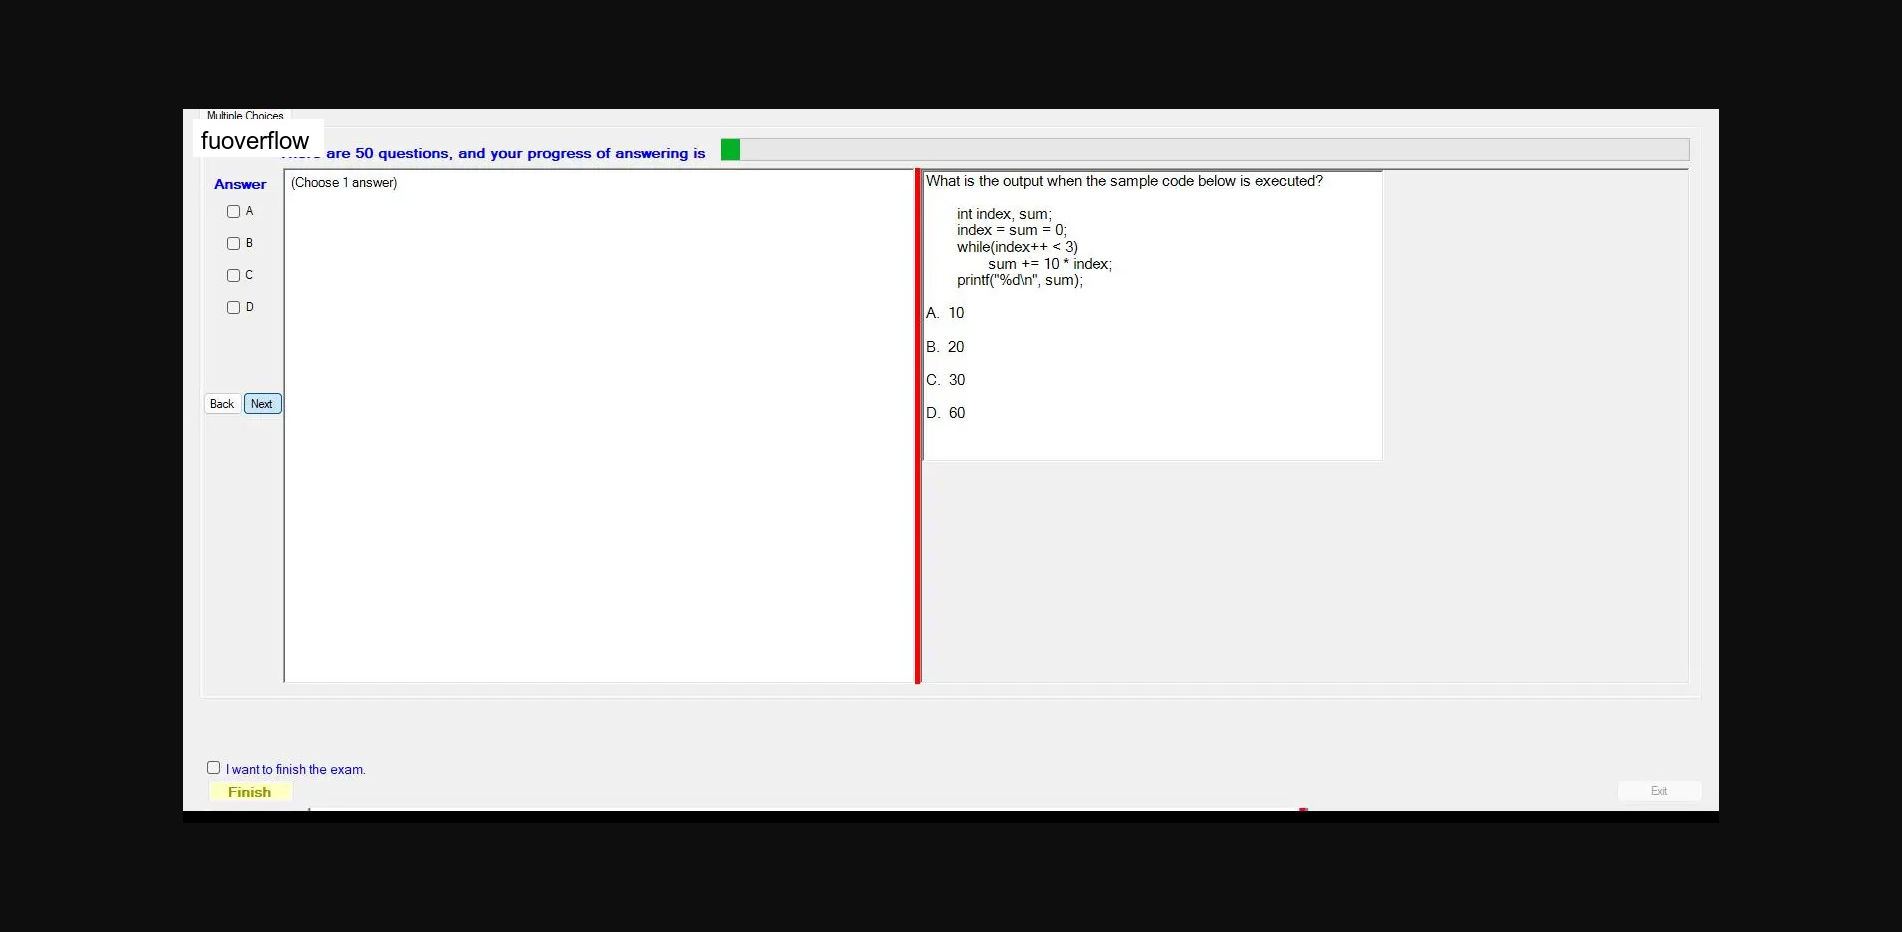 Multiple Choices
fuoverflow
are 50 questions, and your progress of answering is
Answer
(Choose 1 answer)
A
B
C
D
Back Next
What is the output when the sample code below is executed?
int index, sum;
index = sum = 0;
while(index++ < 3)
sum += 10 * index;
printf("%d\n", sum);
A. 10
B. 20
C. 30
D. 60
I want to finish the exam.
Finish
Exit